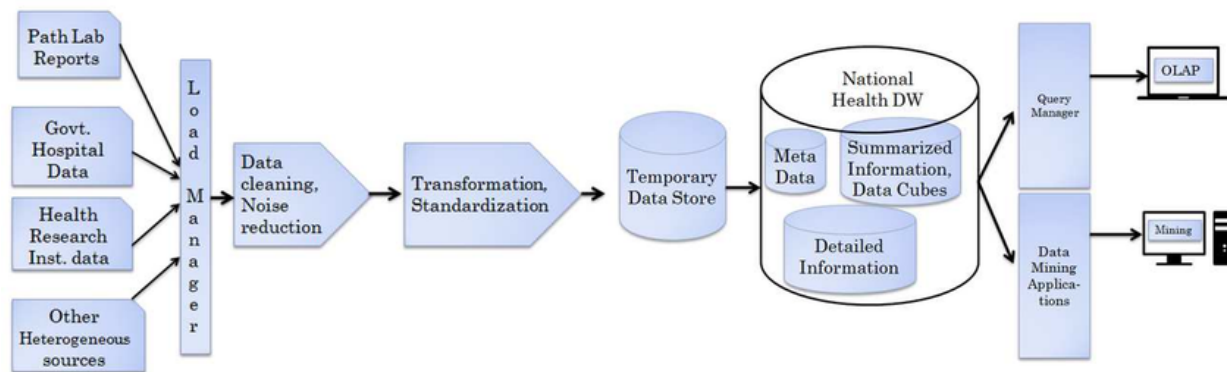 Path Lab
Reports
Govt.
Hospital
Data
Health
Research
Inst. data
Other
Heterogeneous
sources
Load Manager
Data
cleaning,
Noise
reduction
Transformation,
Standardization
Temporary
Data Store
National
Health DW
Meta
Data
Summarized
Information,
Data Cubes
Detailed
Information
Query
Manager
OLAP
Data
Mining
Applica-
tions
Mining